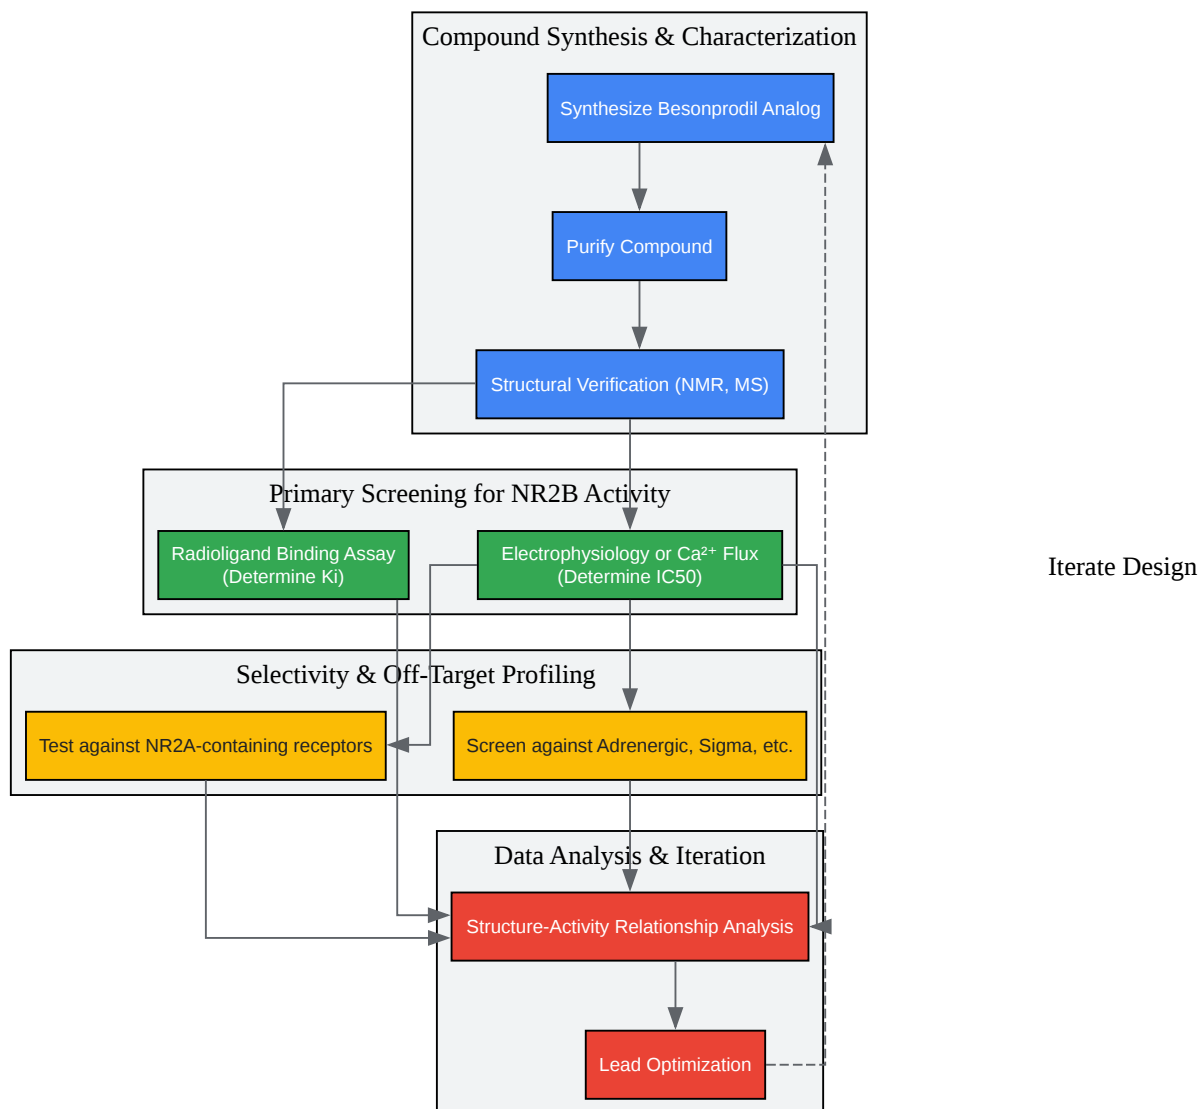 Compound Synthesis & Characterization
Synthesize Besonprodil Analog
Purify Compound
Structural Verification (NMR, MS)
Primary Screening for NR2B Activity
Radioligand Binding Assay
(Determine Ki)
Electrophysiology or Ca²⁺ Flux
(Determine IC50)
Iterate Design
Selectivity & Off-Target Profiling
Test against NR2A-containing receptors
Screen against Adrenergic, Sigma, etc.
Data Analysis & Iteration
Structure-Activity Relationship Analysis
Lead Optimization